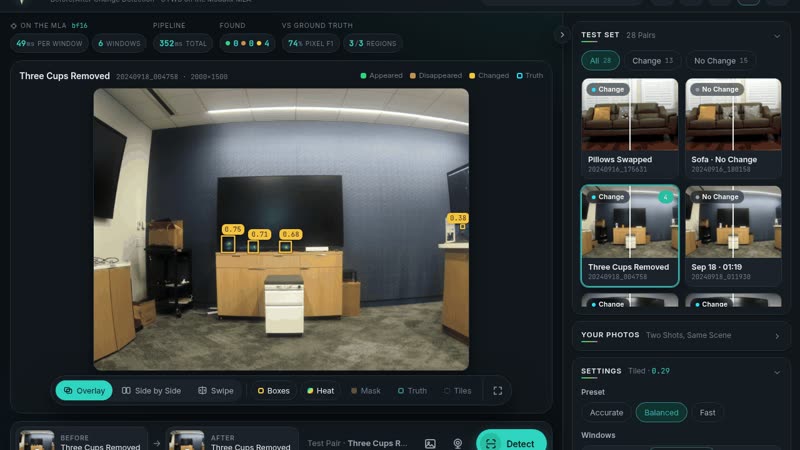 ON THE MLA bf16
PIPELINE
FOUND
VS GROUND TRUTH
49ms PER WINDOW
6 WINDOWS
352ms TOTAL
0 0 4
74% PIXEL F1
3/3 REGIONS
Three Cups Removed 20240918_004758 · 2000×1500
Appeared
Disappeared
Changed
Truth
0.75
0.71
0.68
0.38
Overlay
Side by Side
Swipe
Boxes
Heat
Mask
Truth
Tiles
BEFORE
Three Cups Removed
AFTER
Three Cups Removed
Test Pair · Three Cups R...
Detect
TEST SET 28 Pairs
All 28
Change 13
No Change 15
Change
Pillows Swapped
20240916_175631
No Change
Sofa · No Change
20240916_180158
Change
4
Three Cups Removed
20240918_004758
No Change
Sep 18 · 01:19
20240918_011938
Change
No Change
YOUR PHOTOS Two Shots, Same Scene
SETTINGS Tiled · 0.29
Preset
Accurate
Balanced
Fast
Windows